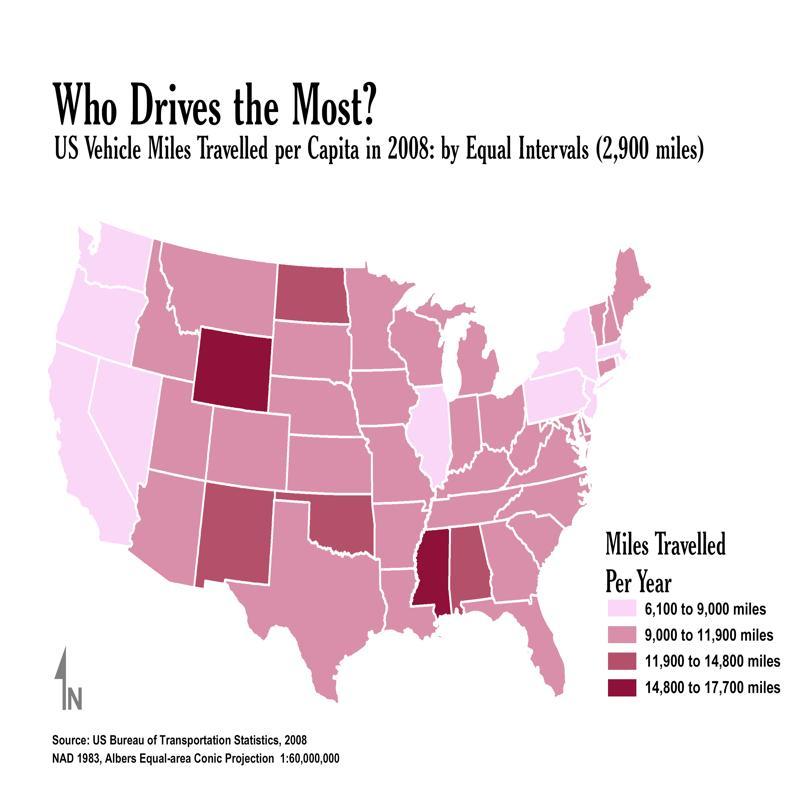 Who Drives the Most?
US Vehicle Miles Travelled per Capita in 2008: by Equal Intervals (2,900 miles)
Miles Travelled
Per Year
6,100 to 9,000 miles
9,000 to 11,900 miles
11,900 to 14,800 miles
14,800 to 17,700 miles
N
Source: US Bureau of Transportation Statistics, 2008
NAD 1983, Albers Equal-area Conic Projection 1:60,000,000